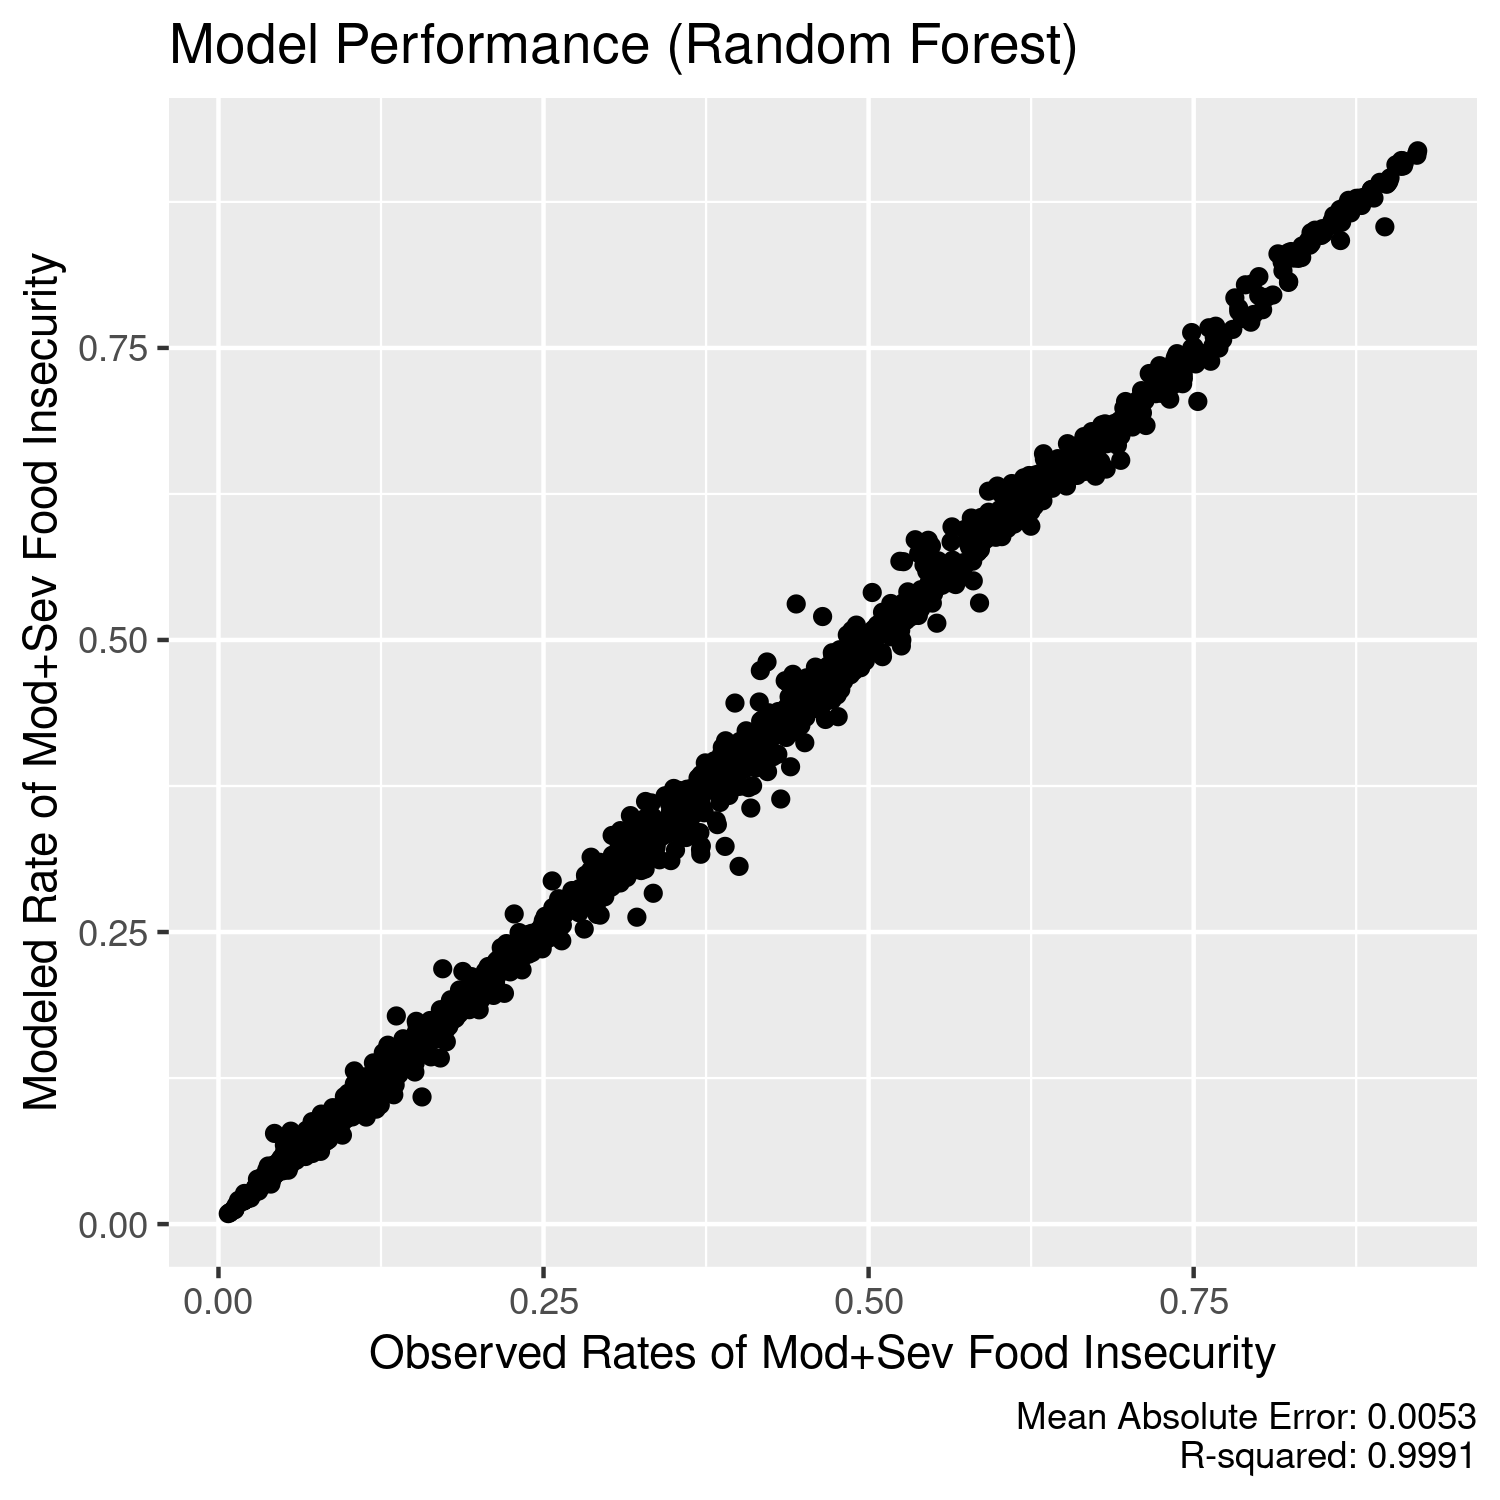 Model Performance (Random Forest)
Modeled Rate of Mod+Sev Food Insecurity
0.75
0.50
0.25
0.00
0.00 0.25 0.50 0.75
Observed Rates of Mod+Sev Food Insecurity
Mean Absolute Error: 0.0053
R-squared: 0.9991